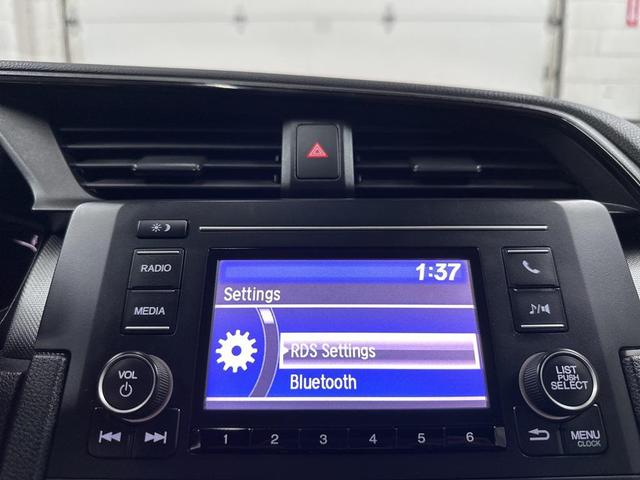 1:37
Settings
RADIO
MEDIA
RDS Settings
Bluetooth
VOL
LIST
PUSH
SELECT
1 2 3 4 5 6
MENU
CLOCK